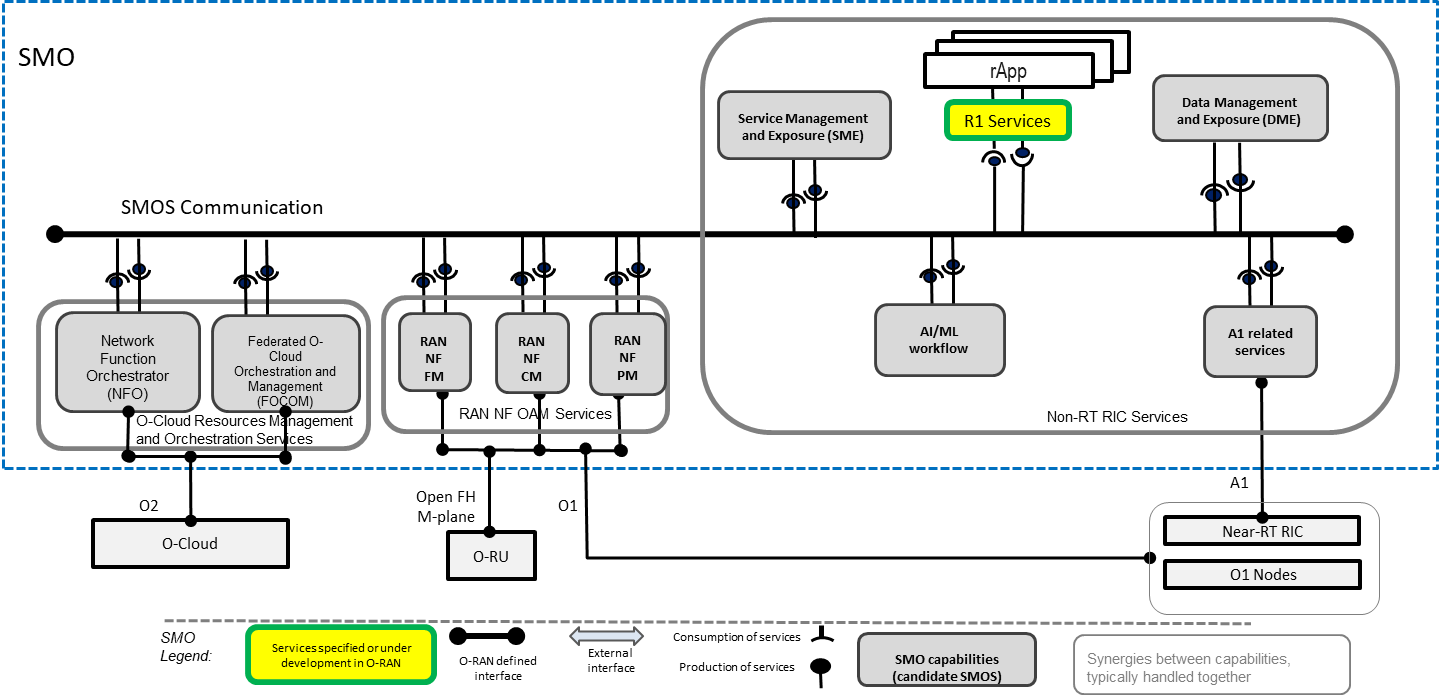 SMO
rApp
R1 Services
Service Management
and Exposure (SME)
Data Management
and Exposure (DME)
SMOS Communication
Network
Function
Orchestrator
(NFO)
Federated O-
Cloud
Orchestration and
Management
(FOCOM)
O-Cloud Resources Management
and Orchestration Services
RAN
NF
FM
RAN
NF
CM
RAN
NF
PM
RAN NF OAM Services
AI/ML
workflow
A1 related
services
Non-RT RIC Services
O2
O-Cloud
Open FH
M-plane
O-RU
O1
A1
Near-RT RIC
O1 Nodes
SMO
Legend:
Services specified or under
development in O-RAN
O-RAN defined
interface
External
interface
Consumption of services
Production of services
SMO capabilities
(candidate SMOS)
Synergies between capabilities,
typically handled together